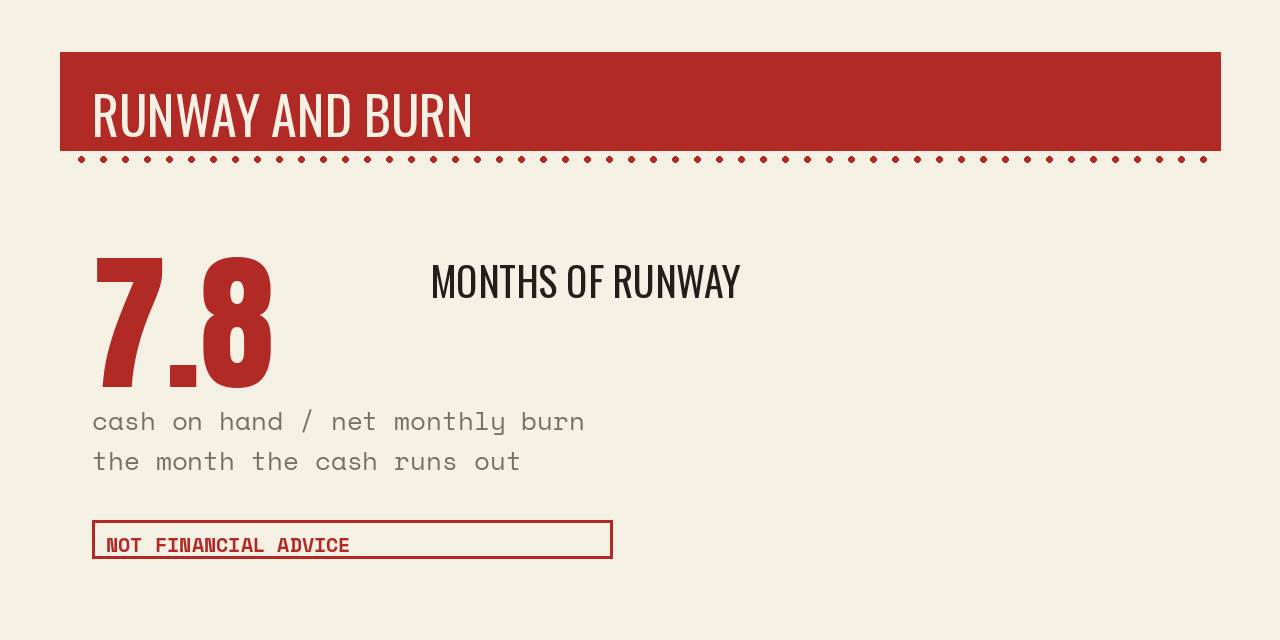 RUNWAY AND BURN
7.8 MONTHS OF RUNWAY
cash on hand / net monthly burn
the month the cash runs out
NOT FINANCIAL ADVICE